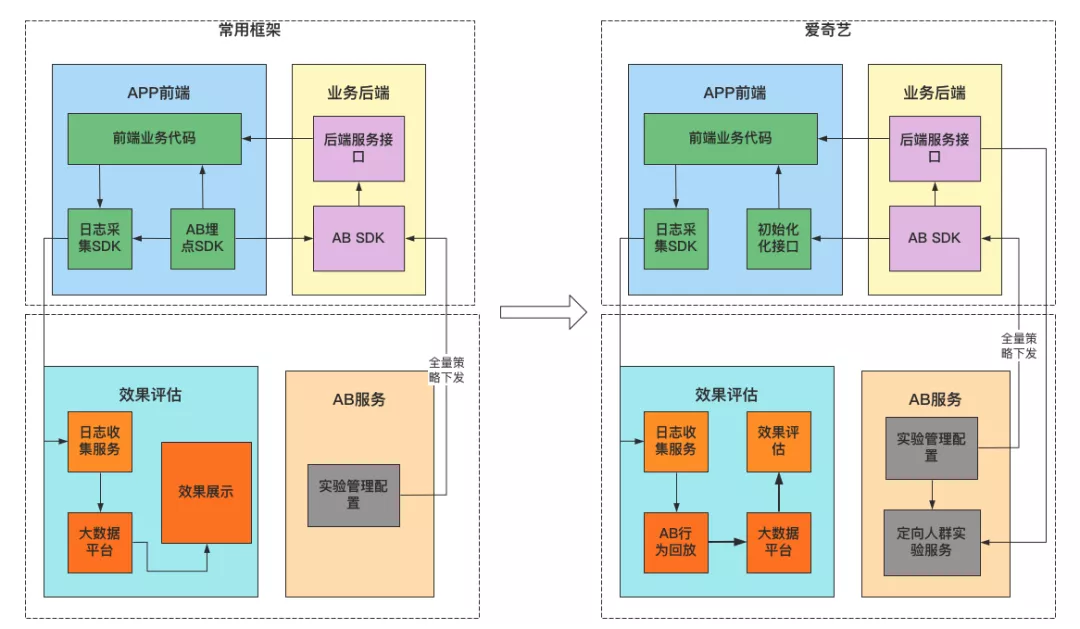 常用框架
APP前端
业务后端
前端业务代码
后端服务接
口
日志采
集SDK
AB埋
点SDK
AB SDK
全量策
略下发
效果评估
AB服务
日志收
集服务
效果展示
实验管理配
置
大数据
平台
爱奇艺
APP前端
业务后端
前端业务代码
后端服务接
口
日志采
集SDK
初始化
化接口
AB SDK
全量策
略下发
效果评估
AB服务
日志收
集服务
效果评
估
实验管理配
置
AB行
为回放
大数据
平台
定向人群实
验服务